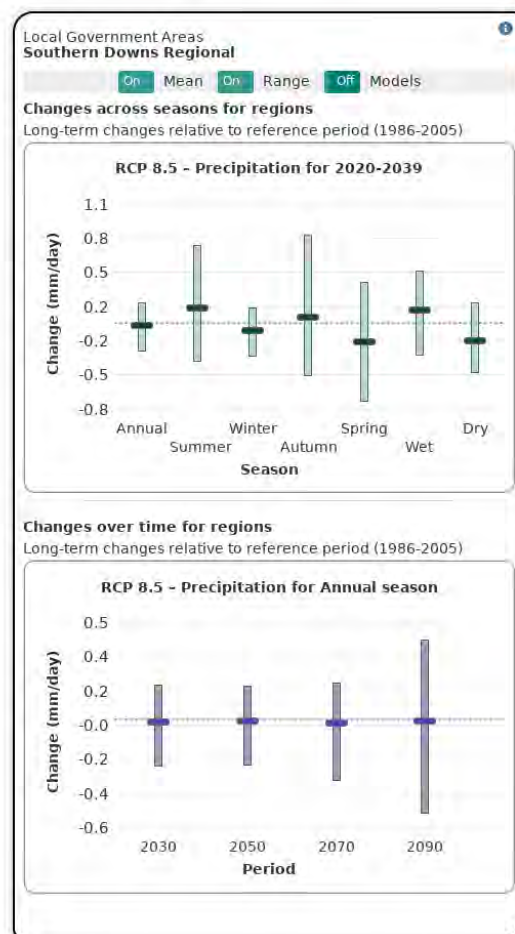 Local Government Areas
Southern Downs Regional
On Mean On Range Off Models
Changes across seasons for regions
Long-term changes relative to reference period (1986-2005)
RCP 8.5 – Precipitation for 2020-2039
1.1
0.8
0.5
0.2
-0.2
-0.5
-0.8
Change (mm/day)
Annual Winter Spring Dry
Summer Autumn Wet
Season
Changes over time for regions
Long-term changes relative to reference period (1986-2005)
RCP 8.5 – Precipitation for Annual season
0.5
0.4
0.2
-0.0
-0.2
-0.4
-0.6
Change (mm/day)
2030 2050 2070 2090
Period